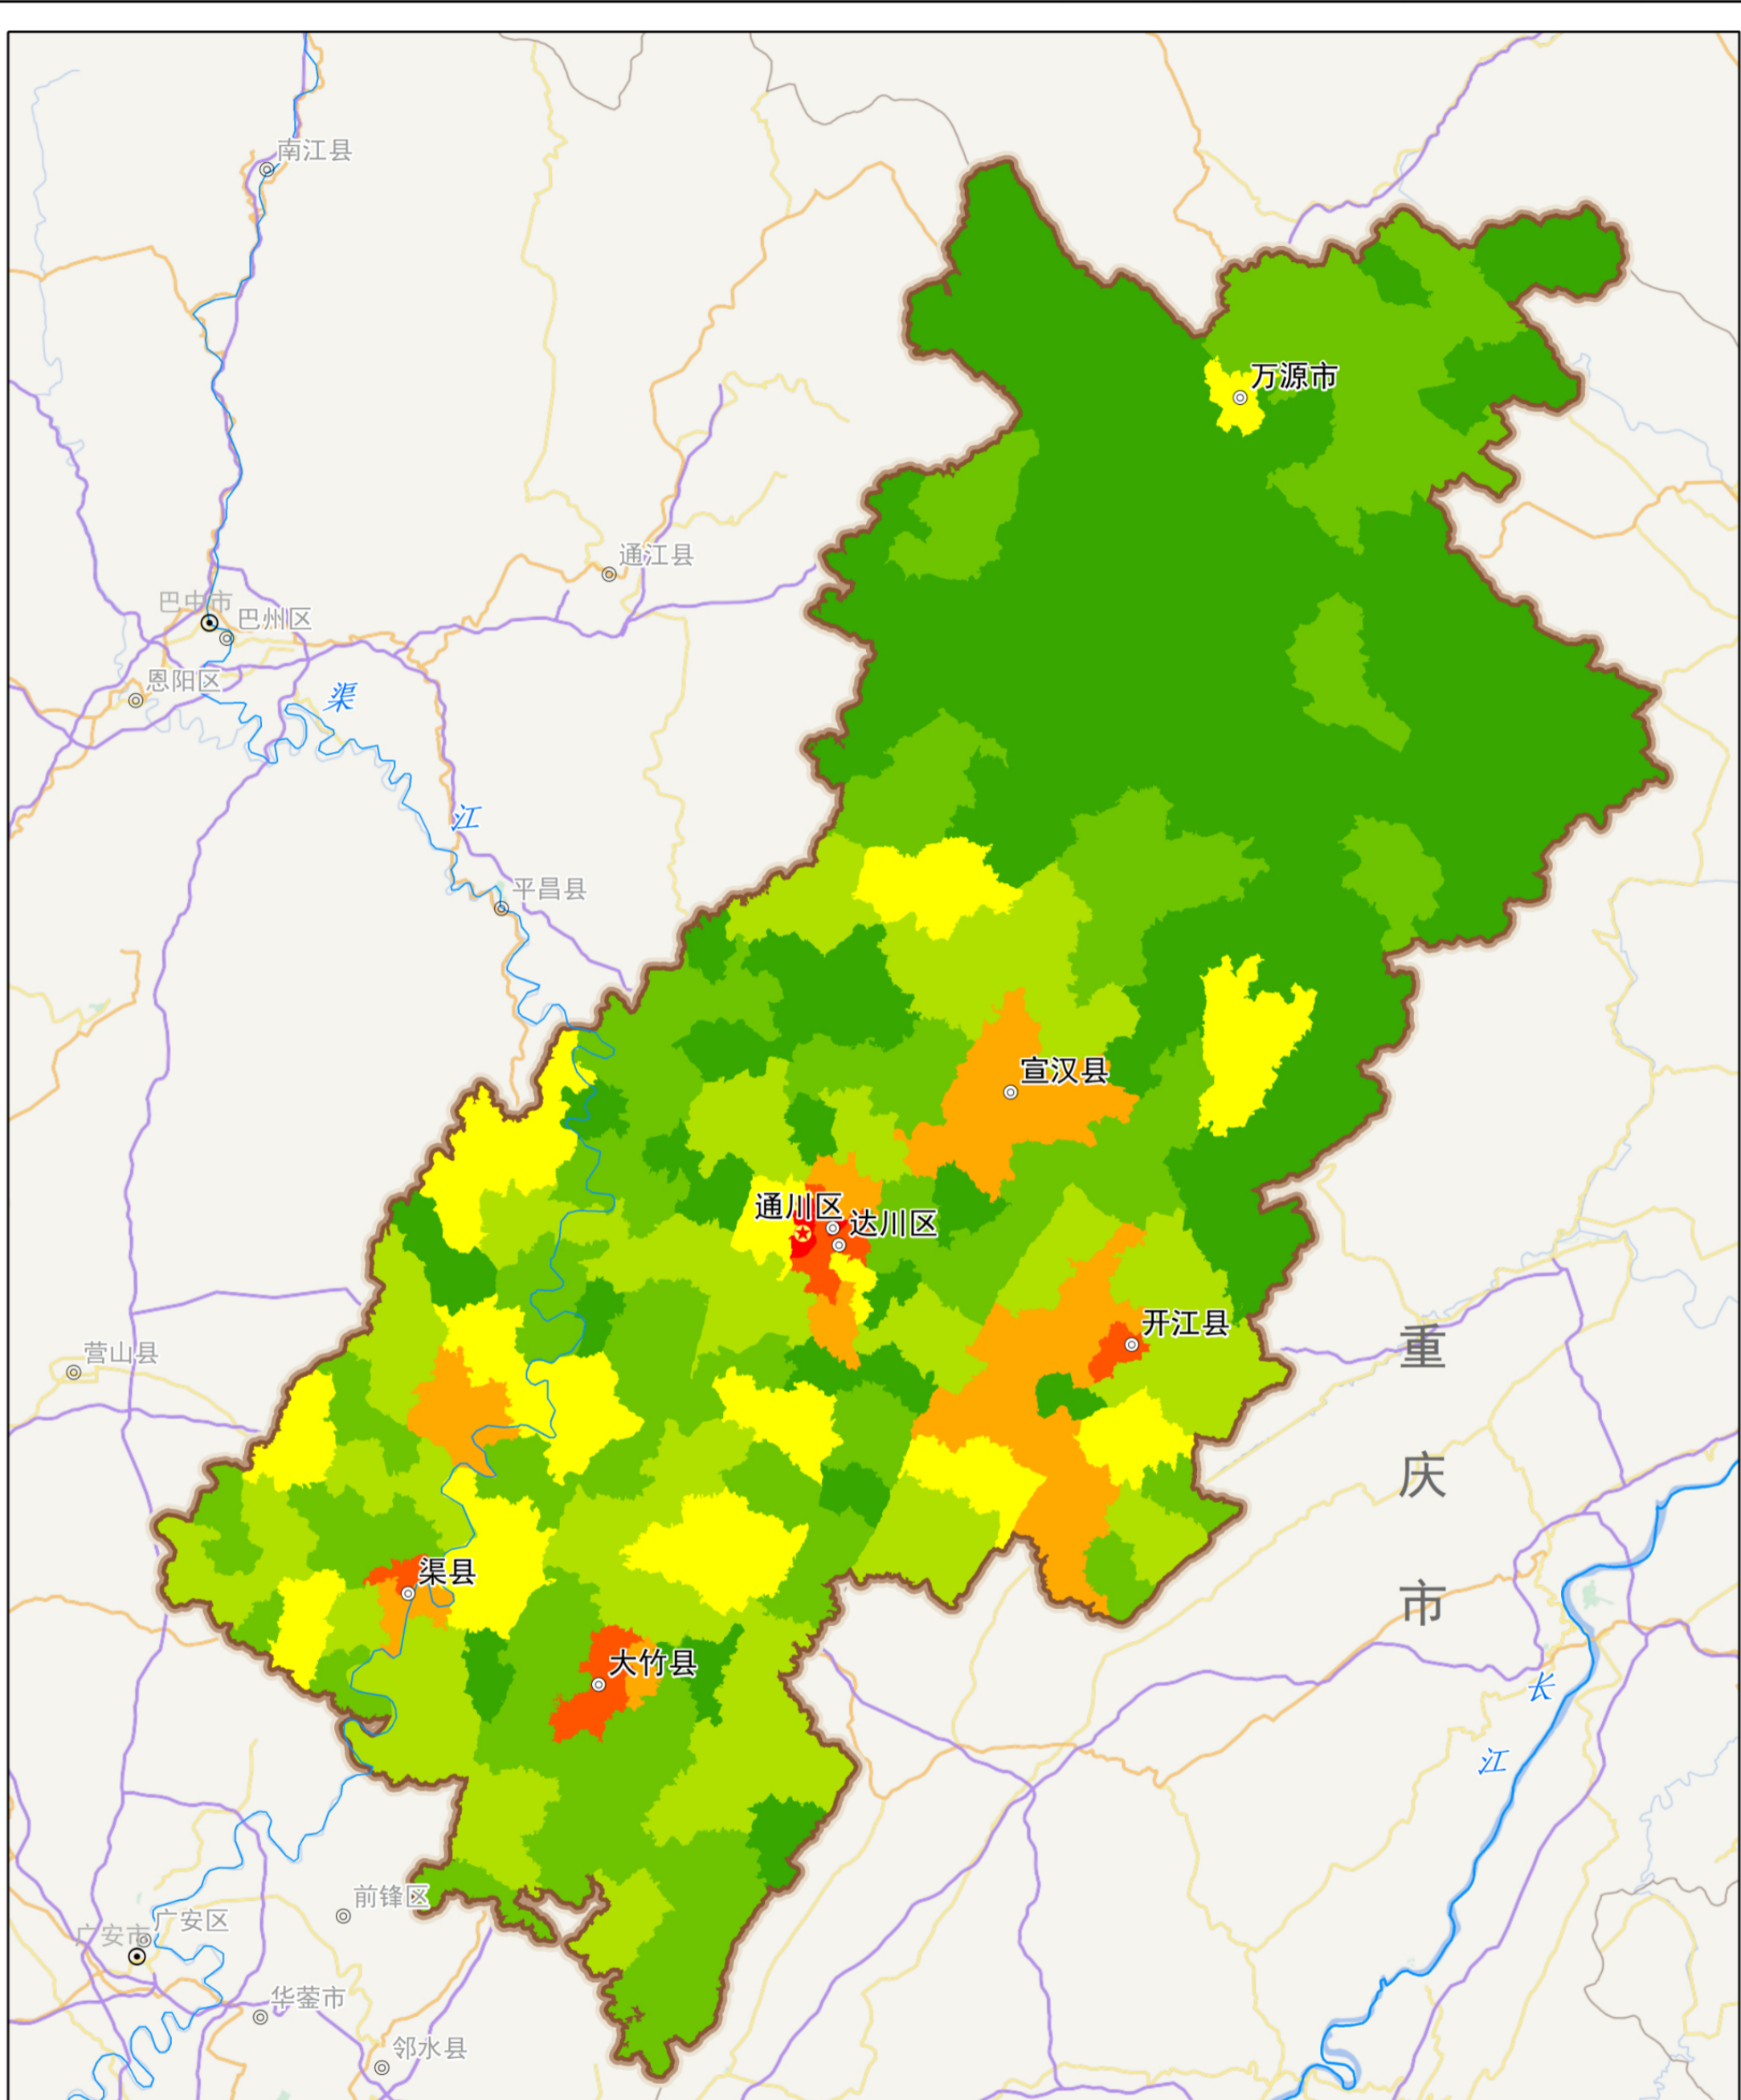 南江县
万源市
通江县
巴中市
巴州区
恩阳区
渠
江
平昌县
宣汉县
通川区
达川区
开江县
营山县
重
庆
市
渠县
大竹县
长
江
前锋区
广安区
广安市
华蓥市
邻水县